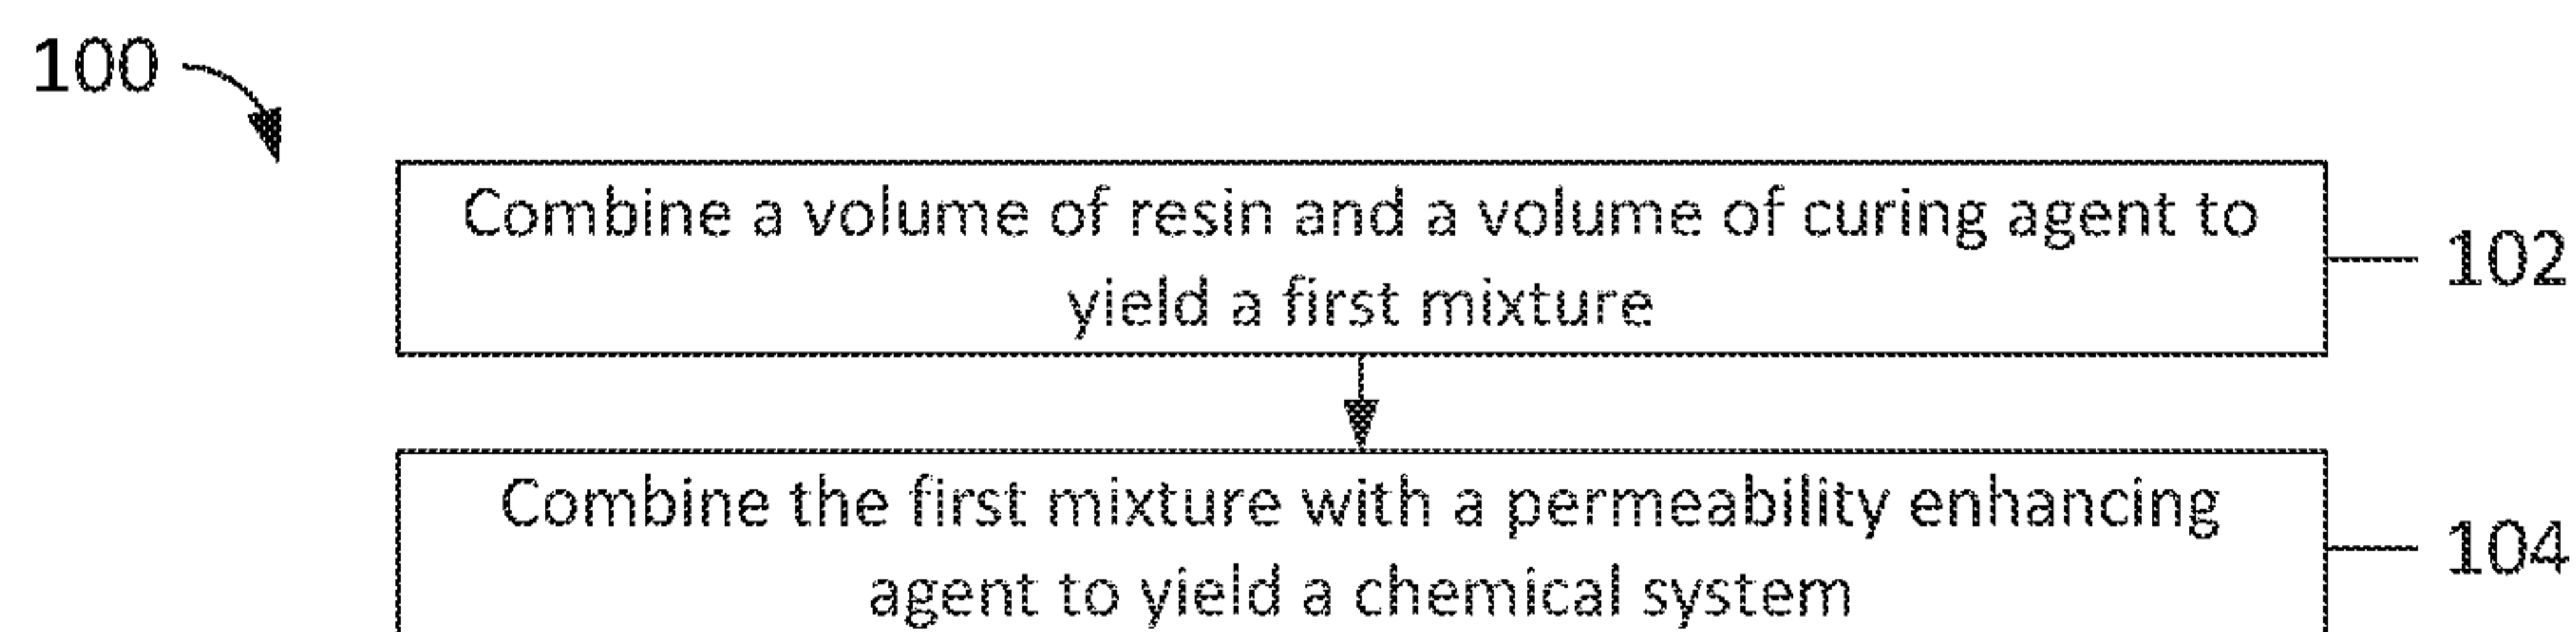 100
Combine a volume of resin and a volume of curing agent to
yield a first mixture
102
Combine the first mixture with a permeability enhancing
agent to yield a chemical system
104